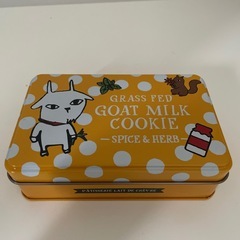 GRASS FED
GOAT MILK
COOKIE
—SPICE & HERB—